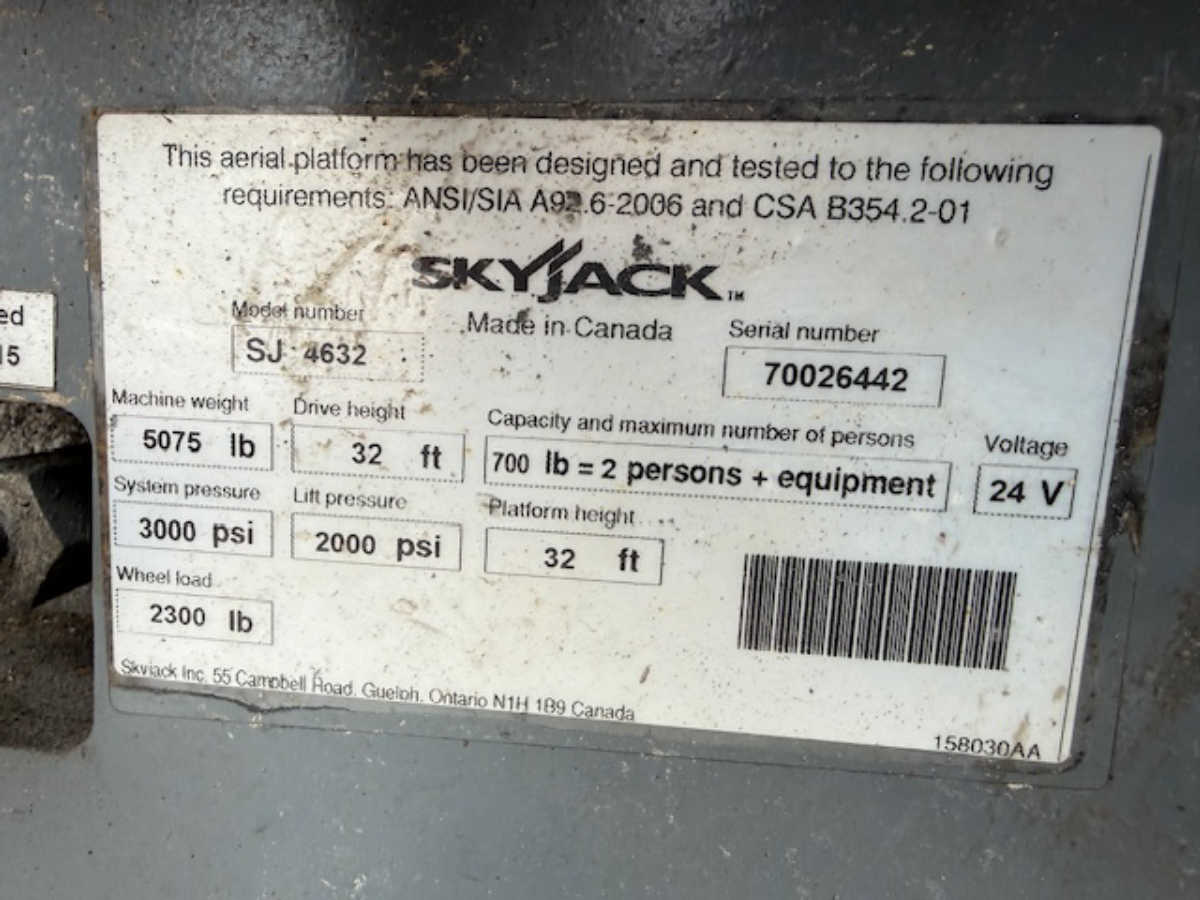 This aerial platform has been designed and tested to the following
requirements: ANSI/SIA A92.6-2006 and CSA B354.2-01
SKYJACK™
Made in Canada
Model number
SJ 4632
Serial number
70026442
Machine weight
5075 lb
Drive height
32 ft
Capacity and maximum number of persons
700 lb = 2 persons + equipment
Voltage
24 V
System pressure
3000 psi
Lift pressure
2000 psi
Platform height
32 ft
Wheel load
2300 lb
Skyjack Inc. 55 Campbell Road, Guelph, Ontario N1H 1B9 Canada
158030AA
ed
15